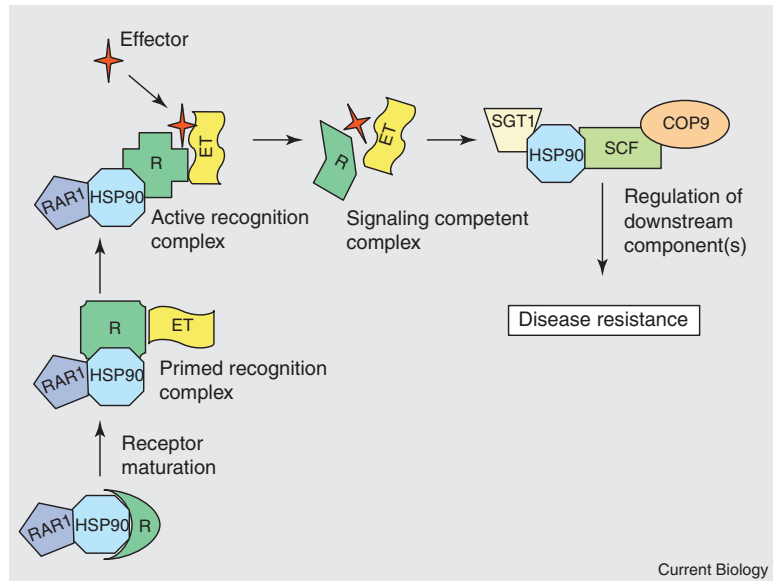 Effector
R
ET
RAR1
HSP90
Active recognition
complex
R
ET
Signaling competent
complex
SGT1
HSP90
SCF
COP9
Regulation of
downstream
component(s)
Disease resistance
R
ET
RAR1
HSP90
Primed recognition
complex
Receptor
maturation
RAR1
HSP90
R
Current Biology